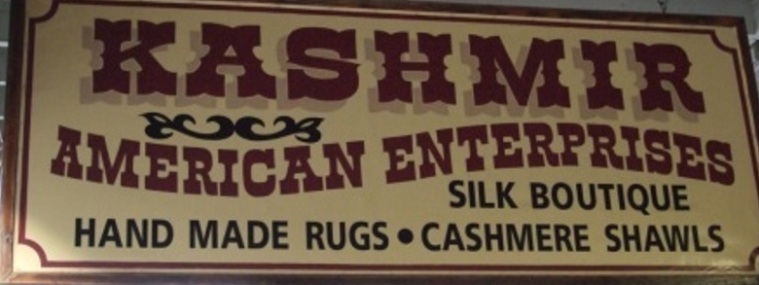 KASHMIR
AMERICAN ENTERPRISES
SILK BOUTIQUE
HAND MADE RUGS • CASHMERE SHAWLS